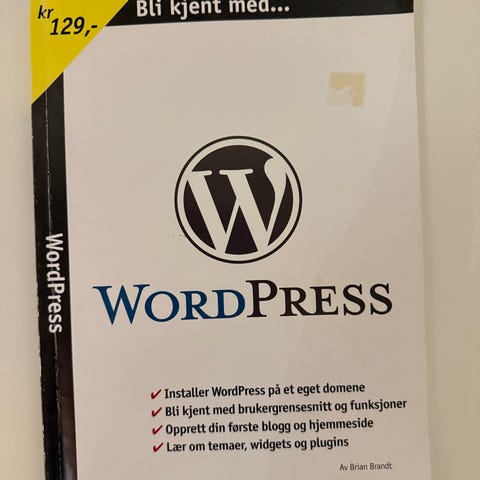 kr
129,-
Bli kjent med...
WordPress
W
WORDPRESS
✓ Installer WordPress på et eget domene
✓ Bli kjent med brukergrensesnitt og funksjoner
✓ Opprett din første blogg og hjemmeside
✓ Lær om temaer, widgets og plugins
Av Brian Brandt